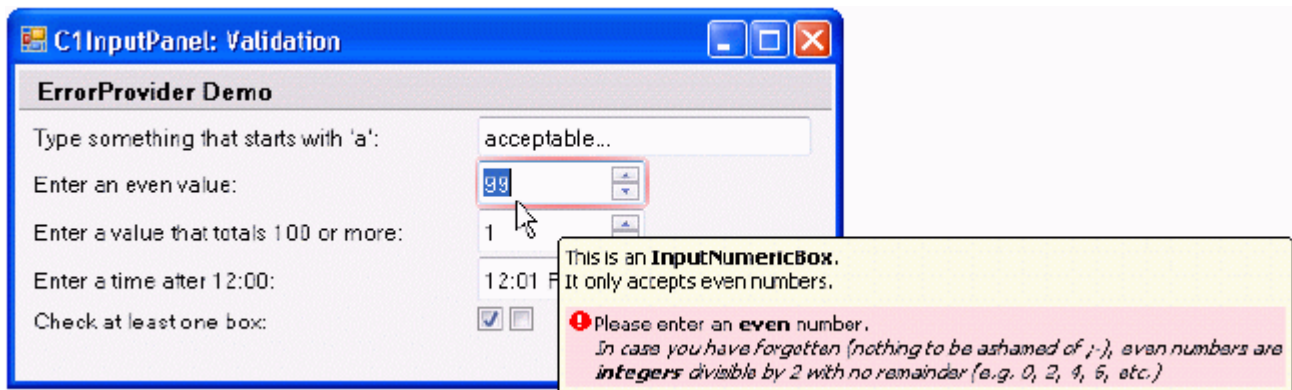 C1InputPanel: Validation
ErrorProvider Demo
Type something that starts with 'a':
acceptable...
Enter an even value:
99
Enter a value that totals 100 or more:
1
Enter a time after 12:00:
12:01
Check at least one box:
This is an InputNumericBox.
It only accepts even numbers.
Please enter an even number.
In case you have forgotten (nothing to be ashamed of ;-), even numbers are
integers divisible by 2 with no remainder (e.g. 0, 2, 4, 6, etc.)